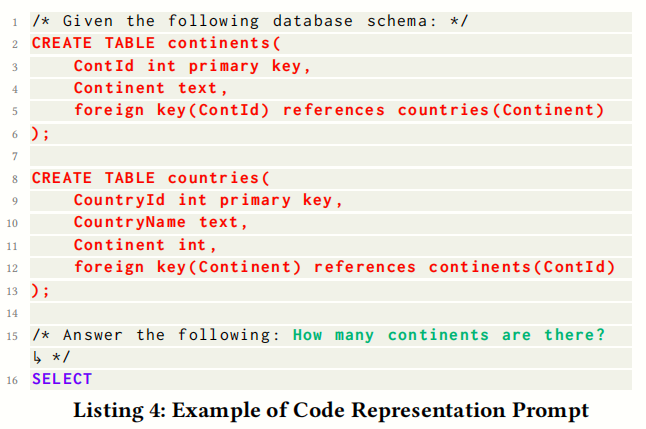 1 /* Given the following database schema: */
2 CREATE TABLE continents(
3 ContId int primary key,
4 Continent text,
5 foreign key(ContId) references countries(Continent)
6 );
7
8 CREATE TABLE countries(
9 CountryId int primary key,
10 CountryName text,
11 Continent int,
12 foreign key(Continent) references continents(ContId)
13 );
14
15 /* Answer the following: How many continents are there?
↳ */
16 SELECT
Listing 4: Example of Code Representation Prompt